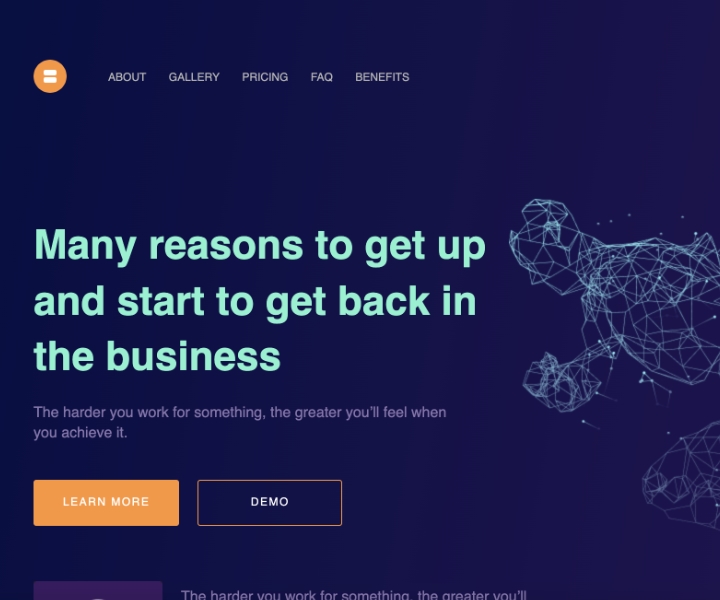 ABOUT GALLERY PRICING FAQ BENEFITS
Many reasons to get up
and start to get back in
the business
The harder you work for something, the greater you’ll feel when
you achieve it.
LEARN MORE DEMO
The harder you work for something, the greater you’ll